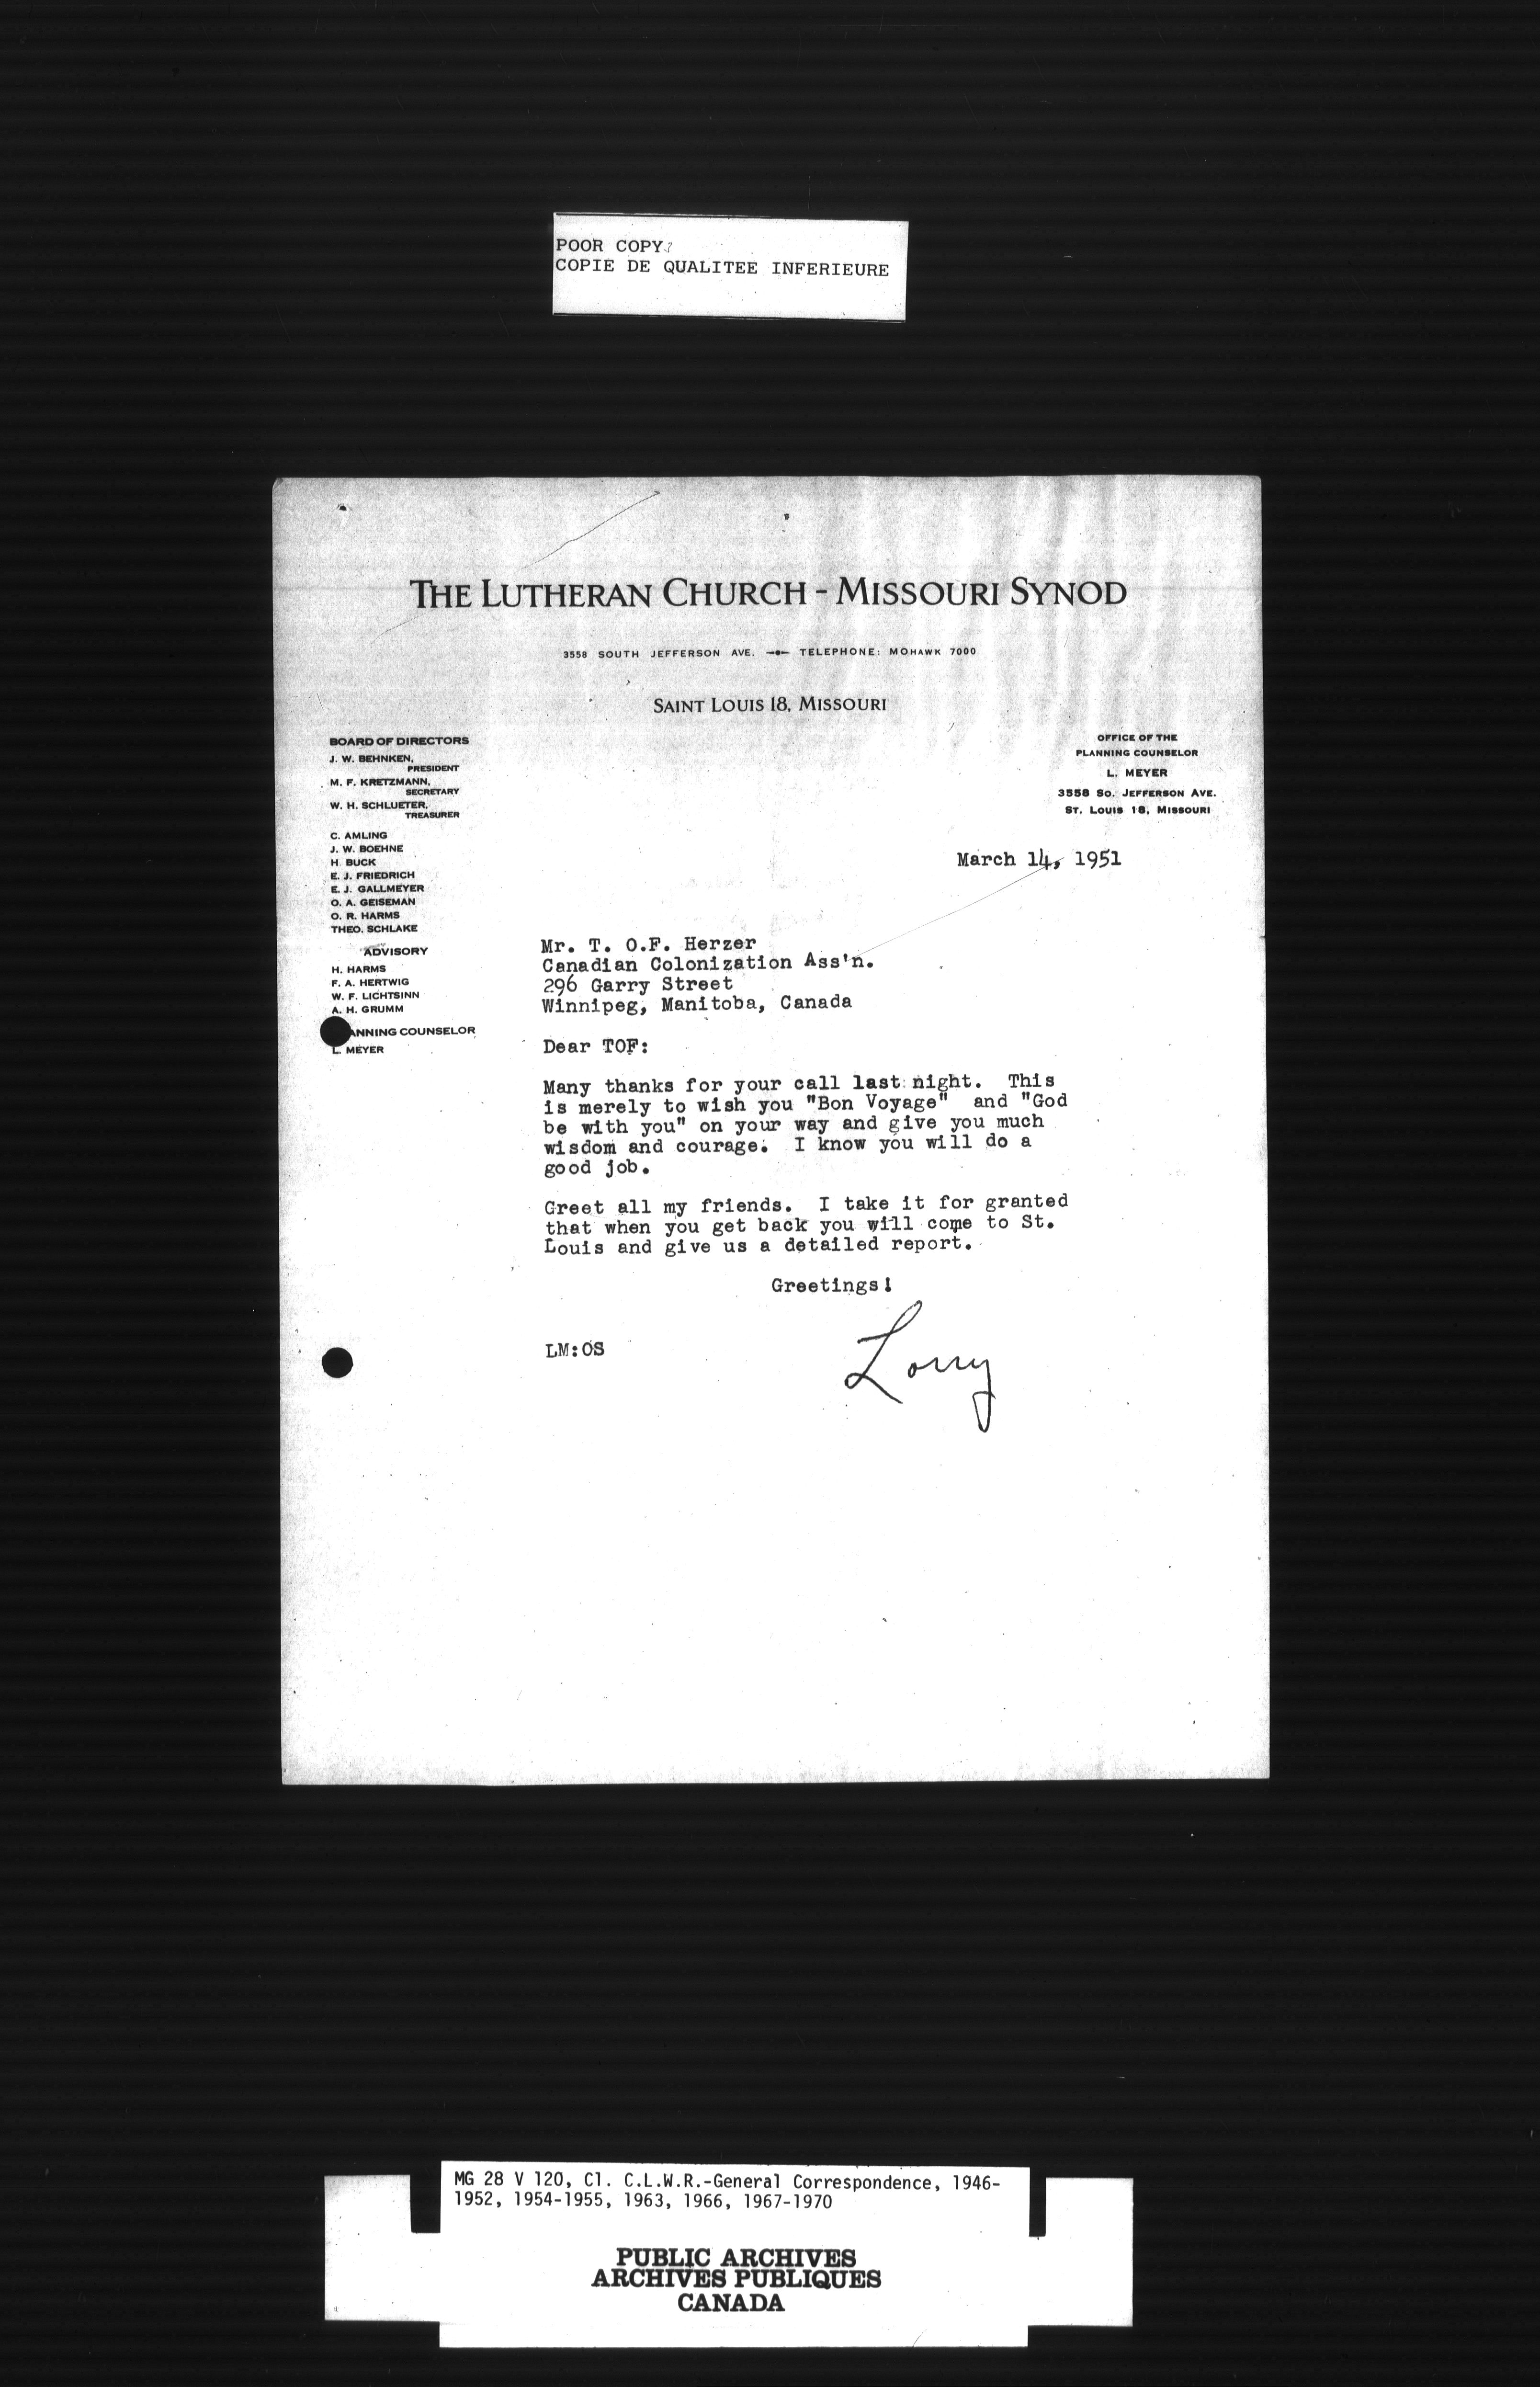 POOR COPY
COPIE DE QUALITEE INFERIEURE
THE LUTHERAN CHURCH - MISSOURI SYNOD
3558 SOUTH JEFFERSON AVE. TELEPHONE: MOHAWK 7000
SAINT LOUIS 18, MISSOURI
BOARD OF DIRECTORS
J. W. BEHNKEN,
PRESIDENT
M. F. KRETZMANN,
SECRETARY
W. H. SCHLUETER,
TREASURER
C. AMLING
J. W. BOEHNE
H. BUCK
E. J. FRIEDRICH
E. J. GALLMEYER
O. A. GEISEMAN
O. R. HARMS
THEO. SCHLAKE
ADVISORY
H. HARMS
F. A. HERTWIG
W. F. LICHTSINN
A. H. GRUMM
ANNING COUNSELOR
L. MEYER
OFFICE OF THE
PLANNING COUNSELOR
L. MEYER
3558 SO. JEFFERSON AVE.
ST. LOUIS 18, MISSOURI
March 14, 1951
Mr. T. O.F. Herzer
Canadian Colonization Ass'n.
296 Garry Street
Winnipeg, Manitoba, Canada
Dear TOF:
Many thanks for your call last night. This
is merely to wish you "Bon Voyage" and "God
be with you" on your way and give you much
wisdom and courage. I know you will do a
good job.
Greet all my friends. I take it for granted
that when you get back you will come to St.
Louis and give us a detailed report.
Greetings!
LM:OS
Lorry
MG 28 V 120, Cl. C.L.W.R.-General Correspondence, 1946-
1952, 1954-1955, 1963, 1966, 1967-1970
PUBLIC ARCHIVES
ARCHIVES PUBLIQUES
CANADA